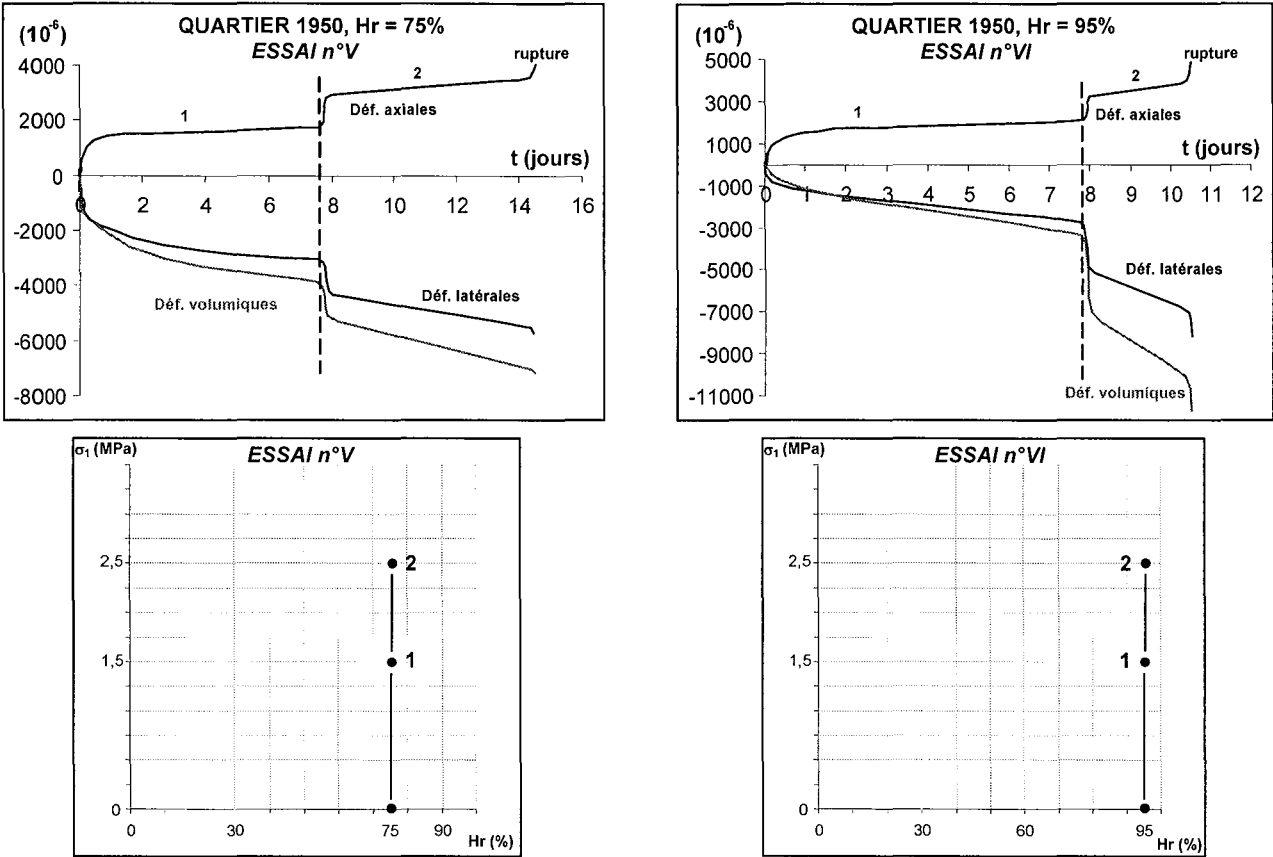 (10⁻⁶)
QUARTIER 1950, Hr = 75%
ESSAI n°V
rupture
4000
2000
0
-2000
-4000
-6000
-8000
1
2
Déf. axiales
t (jours)
0 2 4 6 8 10 12 14 16
Déf. latérales
Déf. volumiques
(10⁻⁶)
QUARTIER 1950, Hr = 95%
ESSAI n°VI
rupture
5000
3000
1000
-1000
-3000
-5000
-7000
-9000
-11000
1
2
Déf. axiales
t (jours)
0 1 2 3 4 5 6 7 8 9 10 11 12
Déf. latérales
Déf. volumiques
σ₁ (MPa)
ESSAI n°V
2,5
1,5
0
2
1
0 30 75 90
Hr (%)
σ₁ (MPa)
ESSAI n°VI
2,5
1,5
0
2
1
0 30 60 95
Hr (%)